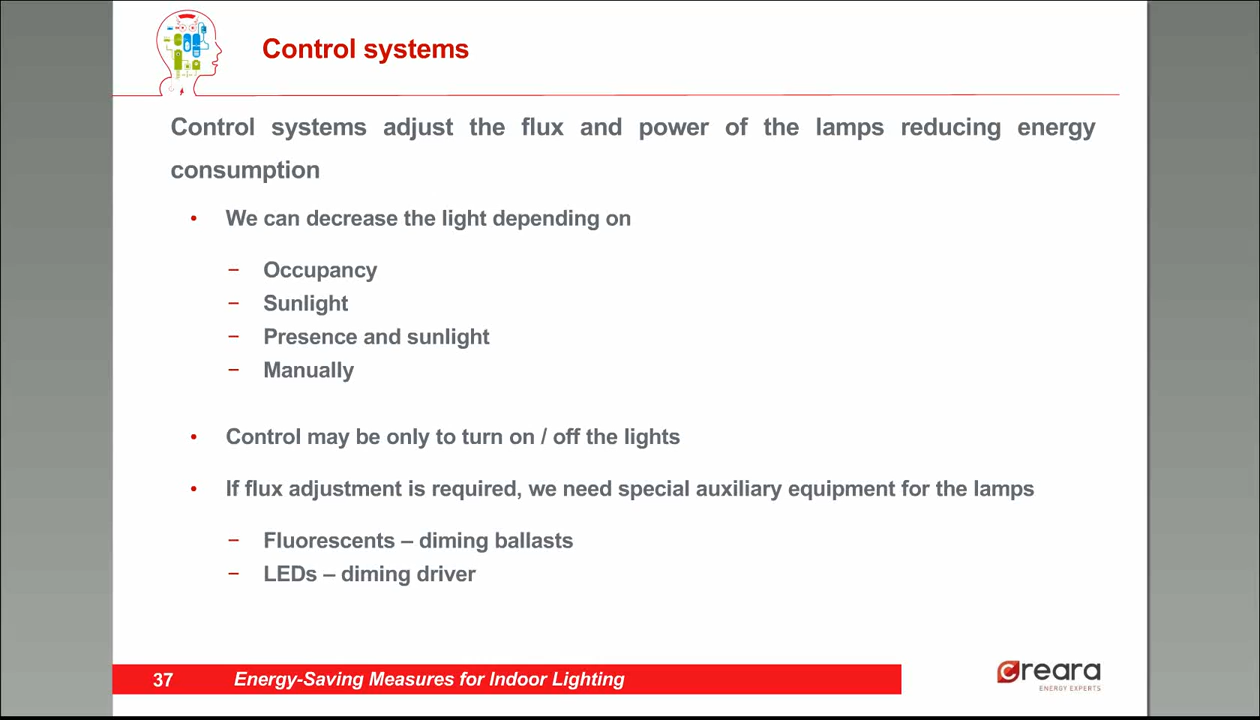 Control systems
Control systems adjust the flux and power of the lamps reducing energy
consumption
• We can decrease the light depending on
– Occupancy
– Sunlight
– Presence and sunlight
– Manually
• Control may be only to turn on / off the lights
• If flux adjustment is required, we need special auxiliary equipment for the lamps
– Fluorescents – diming ballasts
– LEDs – diming driver
37 Energy-Saving Measures for Indoor Lighting
creara
ENERGY EXPERTS